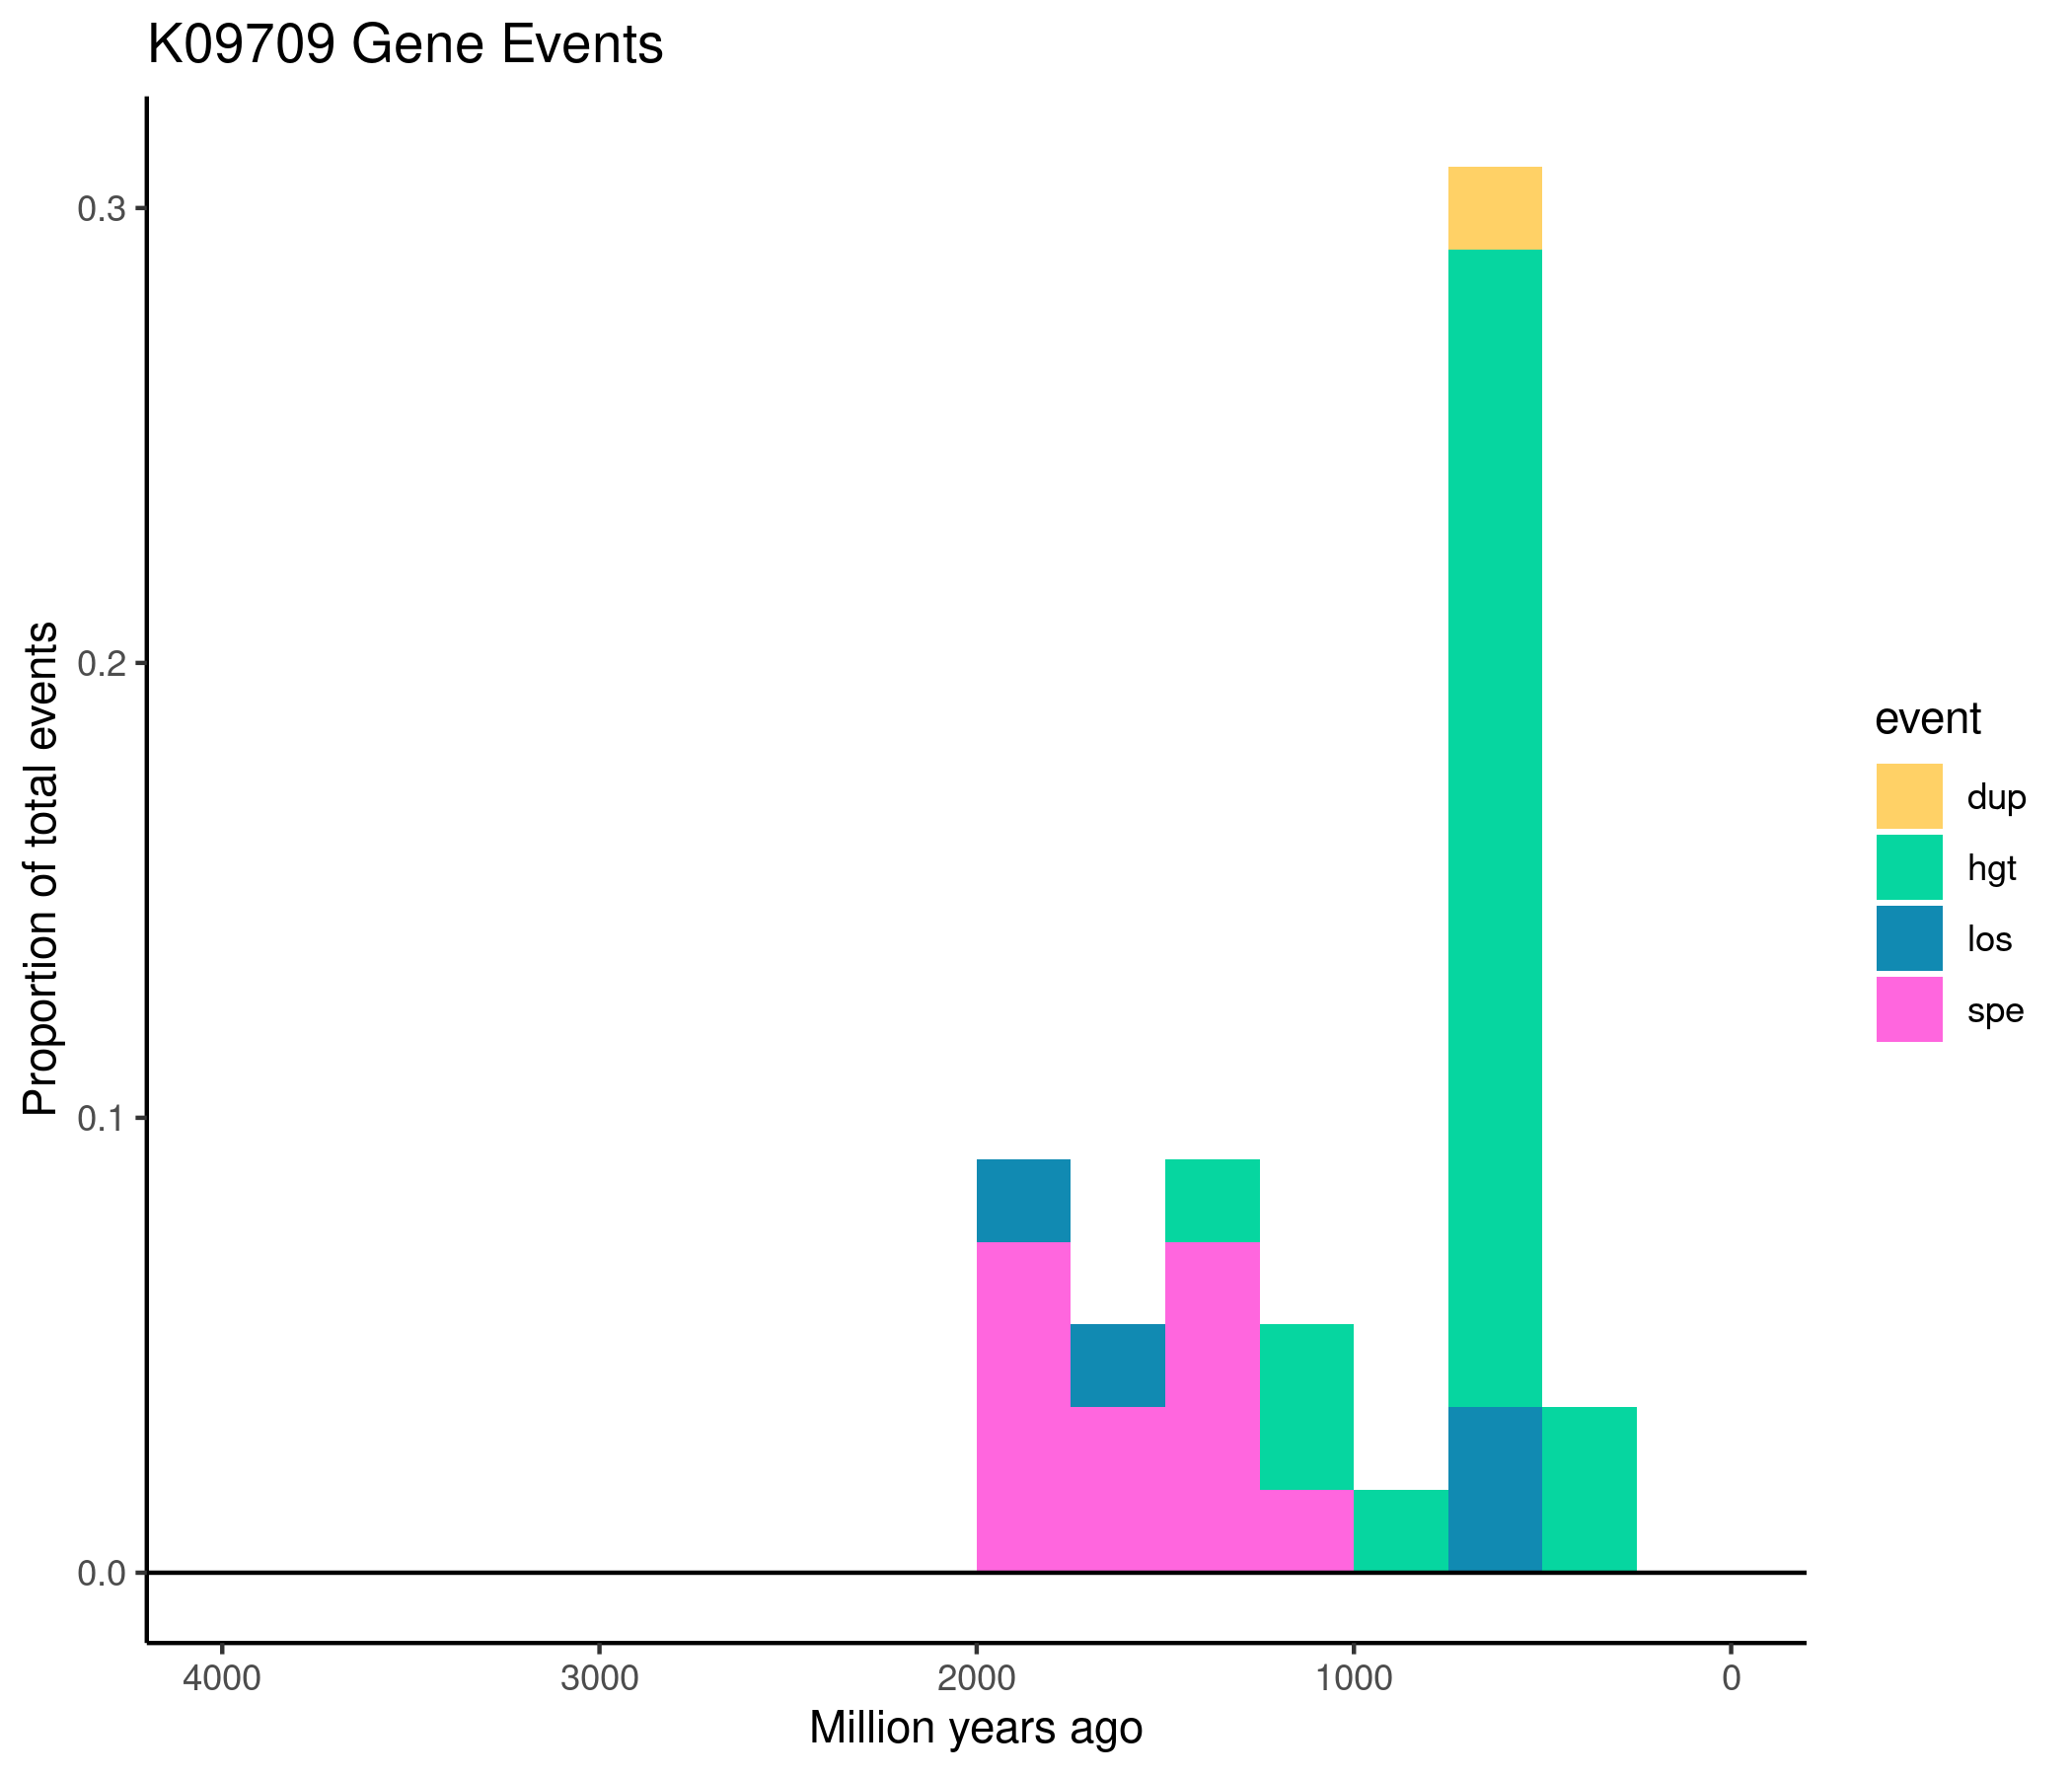 K09709 Gene Events
Proportion of total events
0.3
0.2
0.1
0.0
4000 3000 2000 1000 0
Million years ago
event
dup
hgt
los
spe